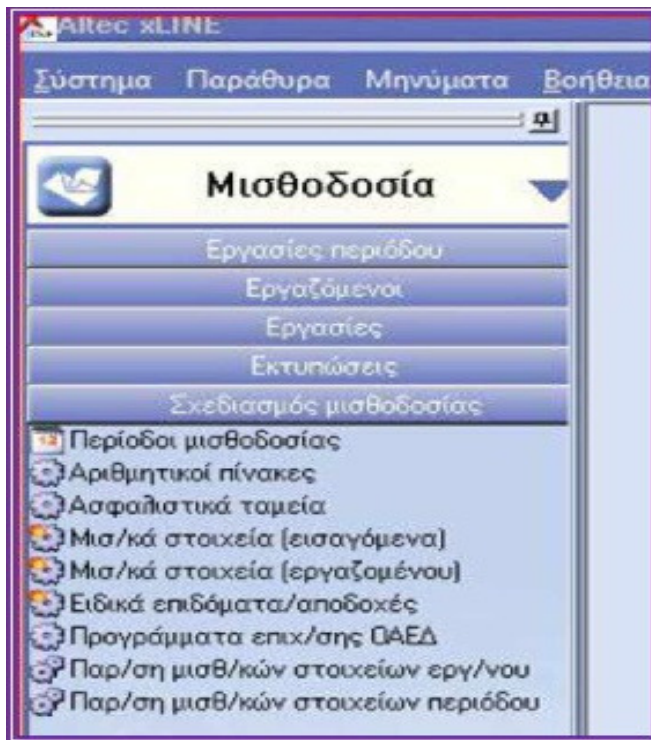 Altec xLINE
Σύστημα Παράθυρα Μηνύματα Βοήθεια
Μισθοδοσία
Εργασίες περιόδου
Εργαζόμενοι
Εργασίες
Εκτυπώσεις
Σχεδιασμός μισθοδοσίας
12 Περίοδοι μισθοδοσίας
Αριθμητικοί πίνακες
Ασφαλιστικά ταμεία
Μισ/κά στοιχεία (εισαγόμενα)
Μισ/κά στοιχεία (εργαζομένου)
Ειδικά επιδόματα/αποδοχές
Προγράμματα επιχ/σης ΟΑΕΔ
Παρ/ση μισθ/κών στοιχείων εργ/νου
Παρ/ση μισθ/κών στοιχείων περιόδου